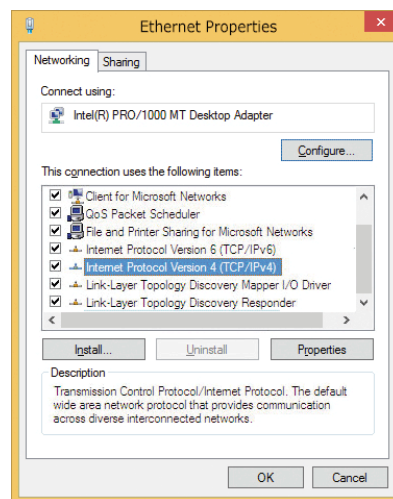 Ethernet Properties
Networking
Sharing
Connect using:
Intel(R) PRO/1000 MT Desktop Adapter
Configure...
This connection uses the following items:
Client for Microsoft Networks
QoS Packet Scheduler
File and Printer Sharing for Microsoft Networks
Internet Protocol Version 6 (TCP/IPv6)
Internet Protocol Version 4 (TCP/IPv4)
Link-Layer Topology Discovery Mapper I/O Driver
Link-Layer Topology Discovery Responder
Install...
Uninstall
Properties
Description
Transmission Control Protocol/Internet Protocol. The default
wide area network protocol that provides communication
across diverse interconnected networks.
OK
Cancel